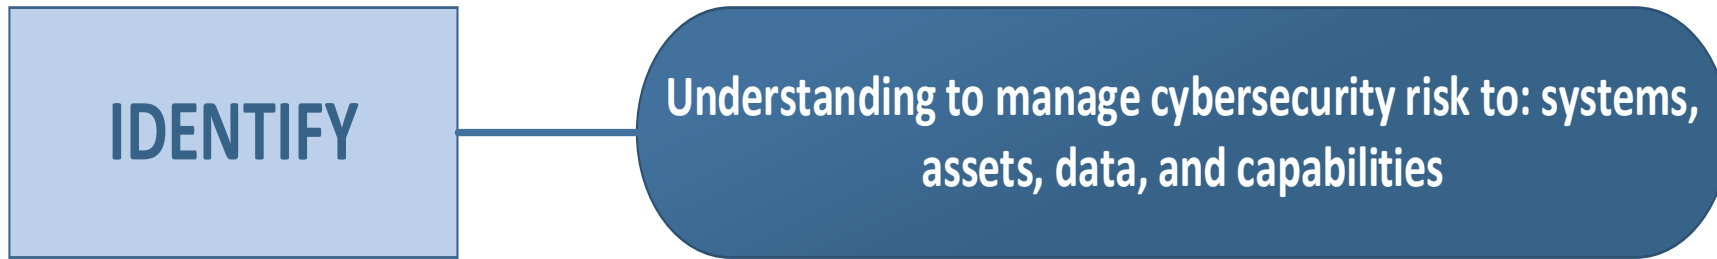 IDENTIFY
Understanding to manage cybersecurity risk to: systems,
assets, data, and capabilities